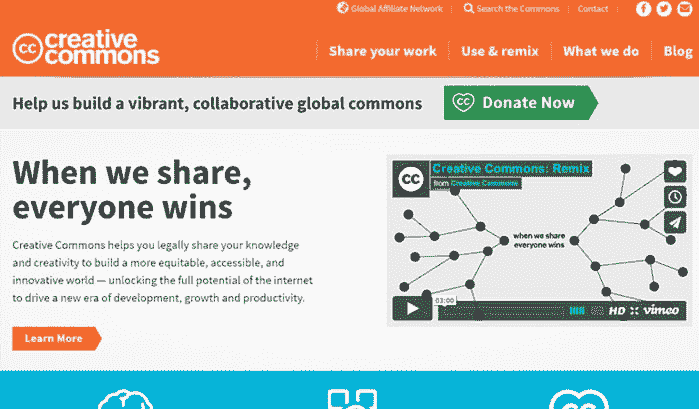 Global Affiliate Network
Search the Commons
Contact
cc creative
commons
Share your work
Use & remix
What we do
Blog
Help us build a vibrant, collaborative global commons
cc Donate Now
When we share,
everyone wins
Creative Commons helps you legally share your knowledge
and creativity to build a more equitable, accessible, and
innovative world — unlocking the full potential of the internet
to drive a new era of development, growth and productivity.
Learn More
cc
Creative Commons: Remix
from Creative Commons
when we share
everyone wins
03:00
HD
vimeo
cc